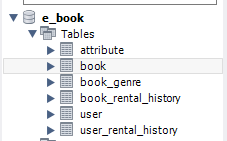 e_book
Tables
attribute
book
book_genre
book_rental_history
user
user_rental_history